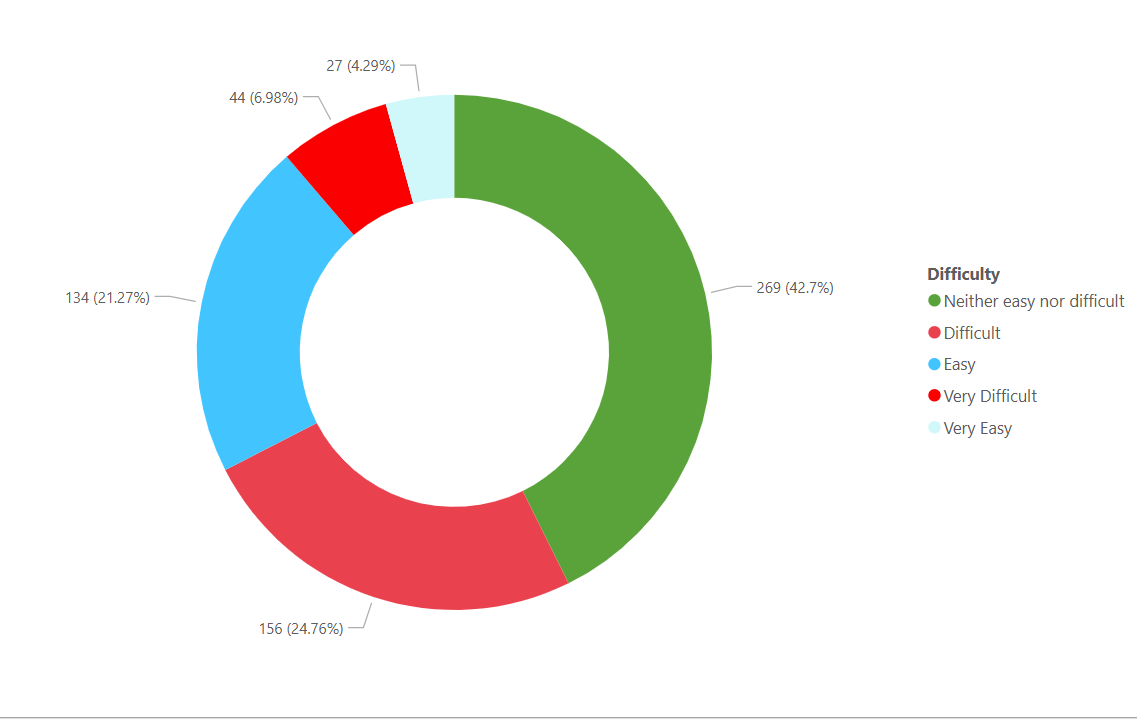 27 (4.29%)
44 (6.98%)
134 (21.27%)
269 (42.7%)
156 (24.76%)
Difficulty
Neither easy nor difficult
Difficult
Easy
Very Difficult
Very Easy